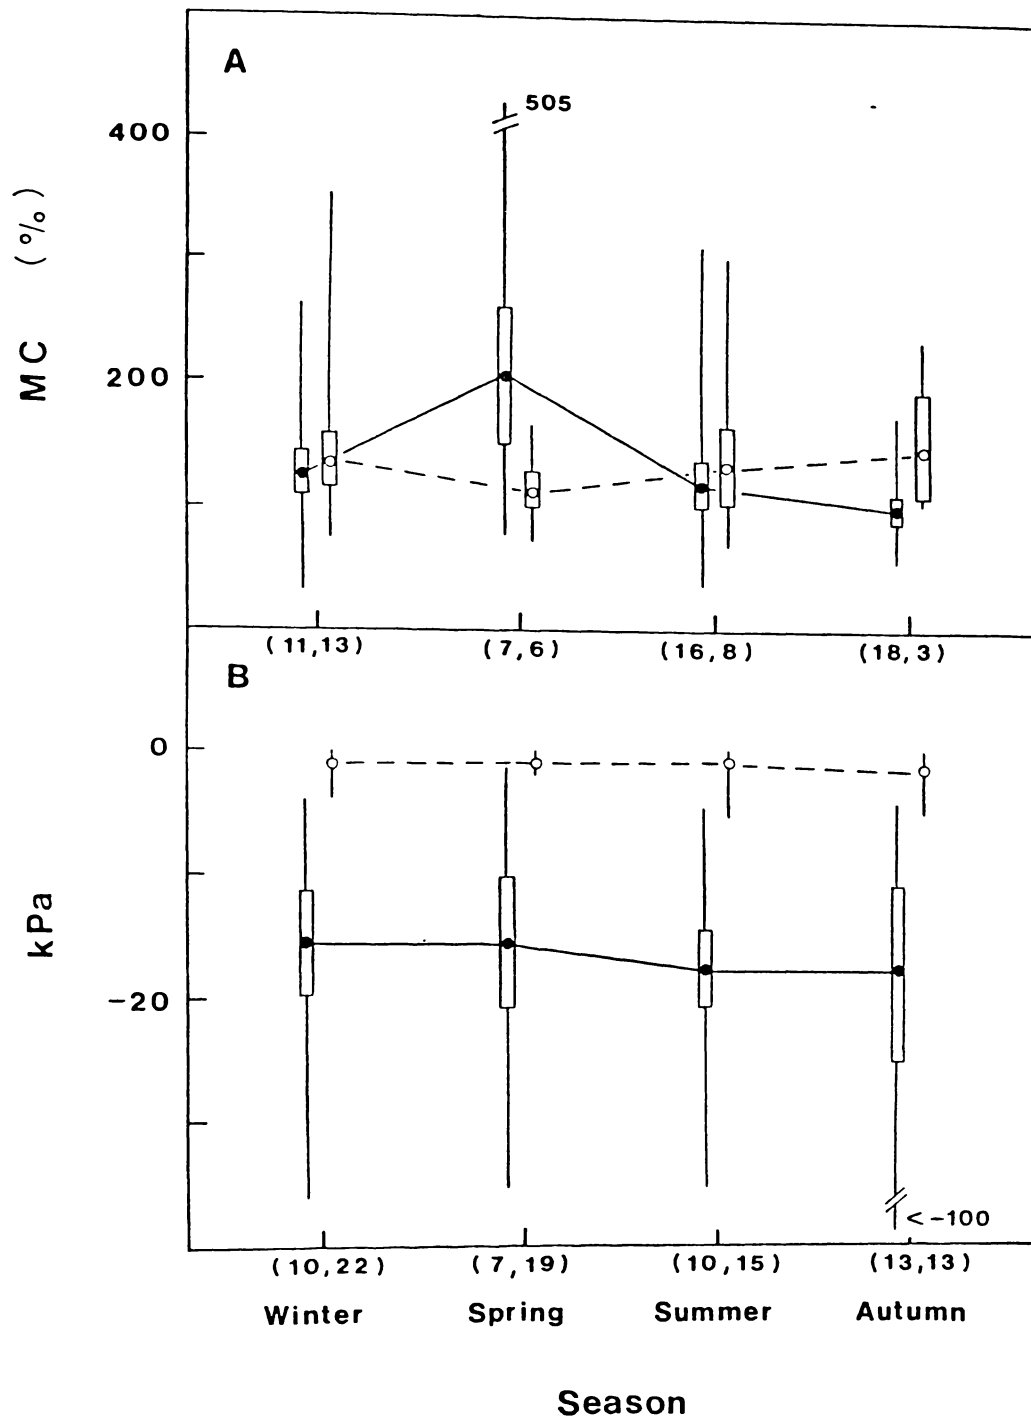 A
505
400
MC (%)
200
(11,13) (7,6) (16,8) (18,3)
B
0
kPa
-20
<-100
(10,22) (7,19) (10,15) (13,13)
Winter Spring Summer Autumn
Season